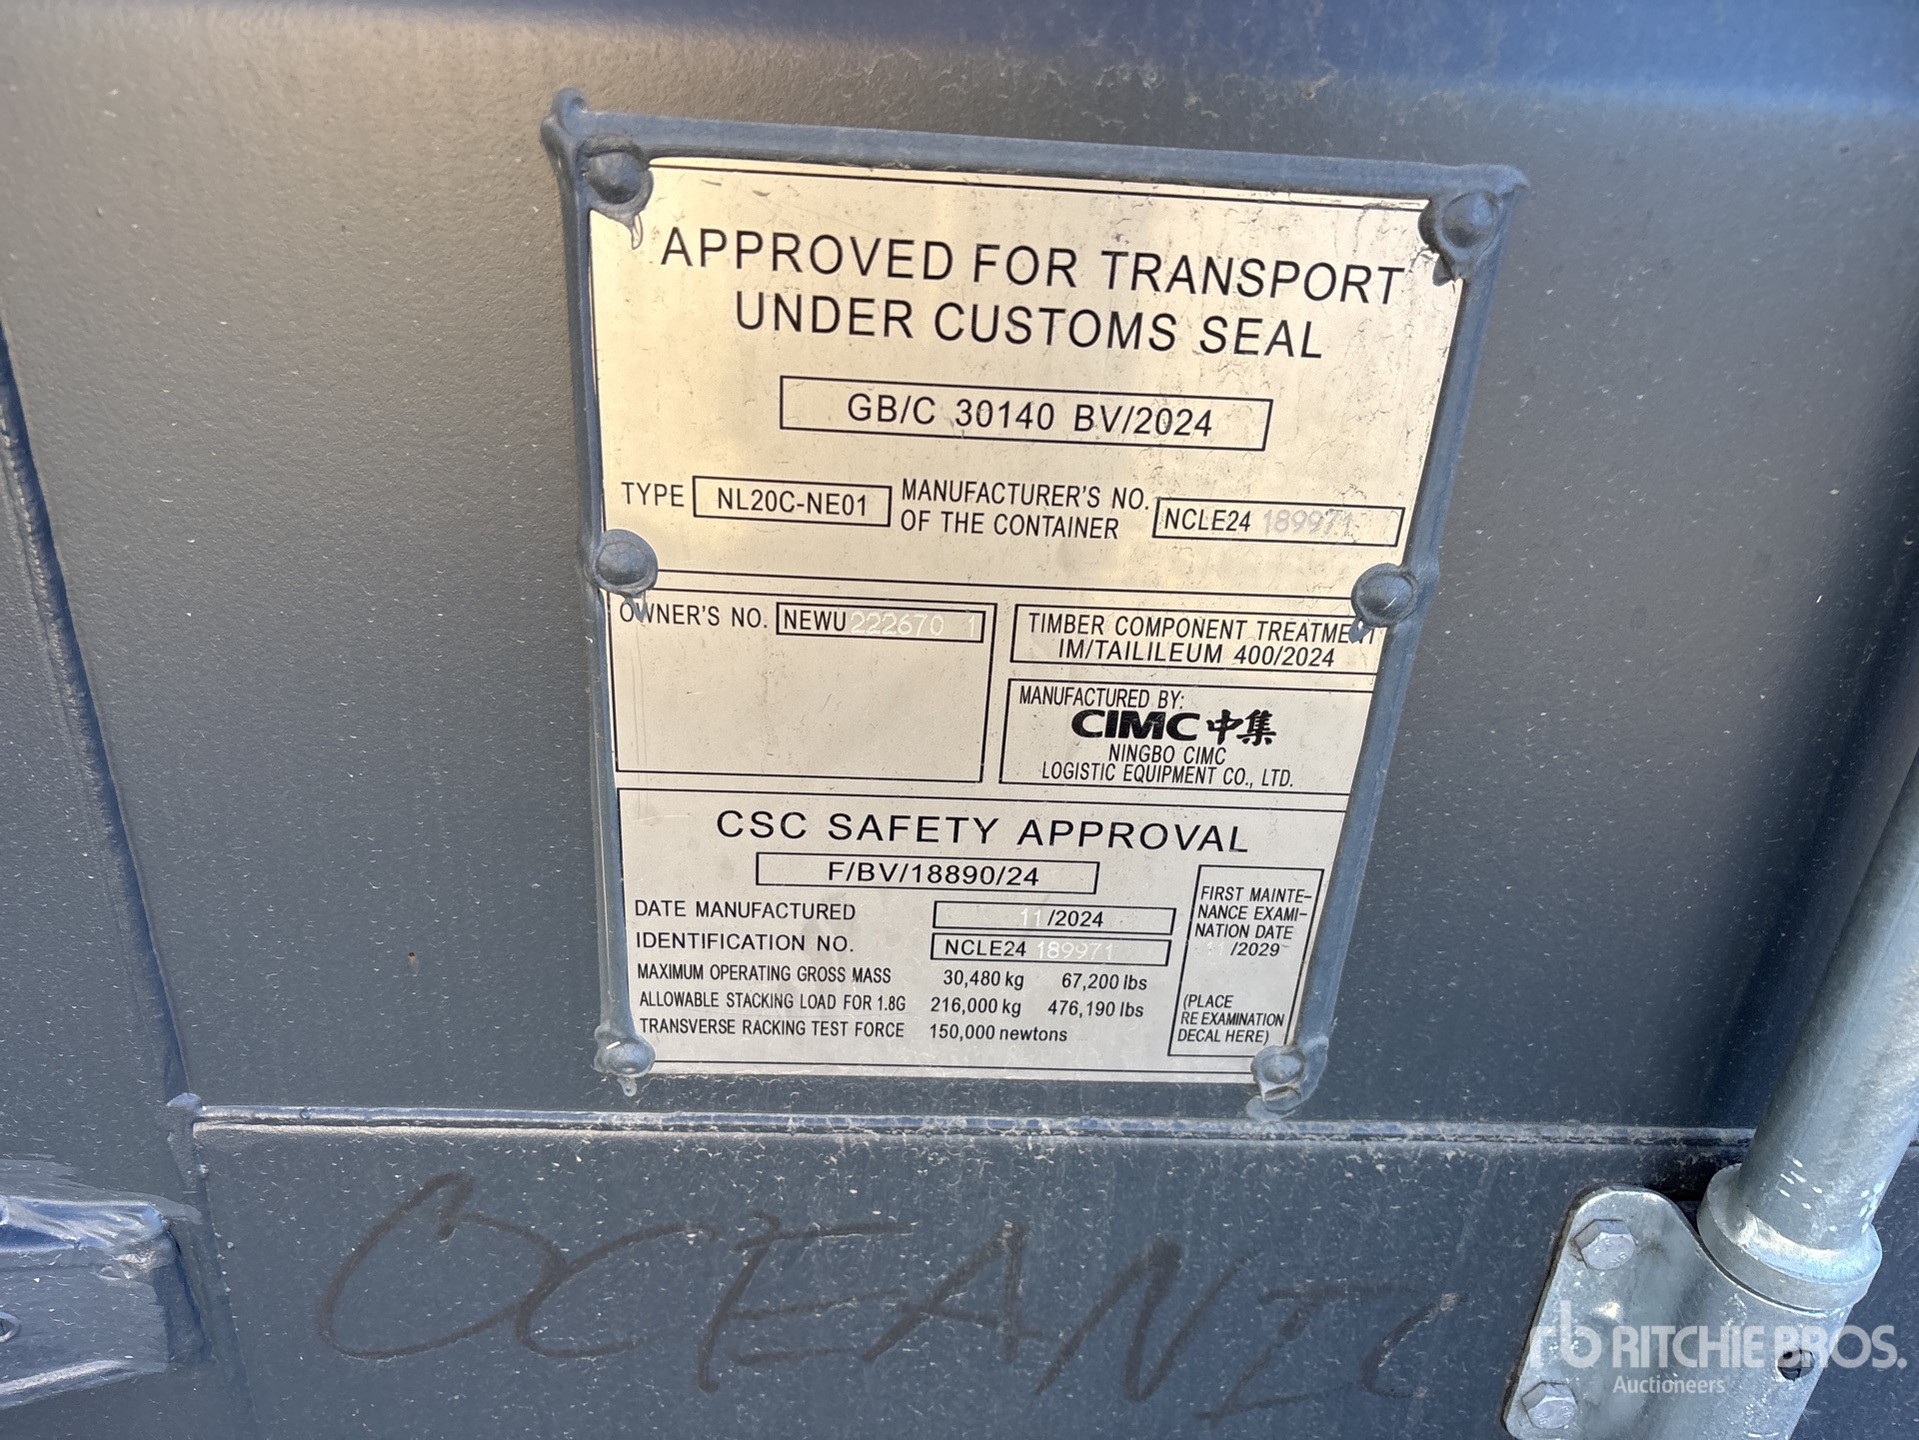 APPROVED FOR TRANSPORT
UNDER CUSTOMS SEAL
GB/C 30140 BV/2024
TYPE NL20C-NE01 MANUFACTURER'S NO.
OF THE CONTAINER NCLE24 189971
OWNER'S NO. NEWU 222670 1
TIMBER COMPONENT TREATMENT
IM/TAILILEUM 400/2024
MANUFACTURED BY:
CIMC 中集
NINGBO CIMC
LOGISTIC EQUIPMENT CO., LTD.
CSC SAFETY APPROVAL
F/BV/18890/24
DATE MANUFACTURED 11/2024
IDENTIFICATION NO. NCLE24 189971
MAXIMUM OPERATING GROSS MASS 30,480 kg 67,200 lbs
ALLOWABLE STACKING LOAD FOR 1.8G 216,000 kg 476,190 lbs
TRANSVERSE RACKING TEST FORCE 150,000 newtons
FIRST MAINTE-
NANCE EXAMI-
NATION DATE
11/2029
(PLACE
RE EXAMINATION
DECAL HERE)
OCEANIC
rb RITCHIE BROS.
Auctioneers